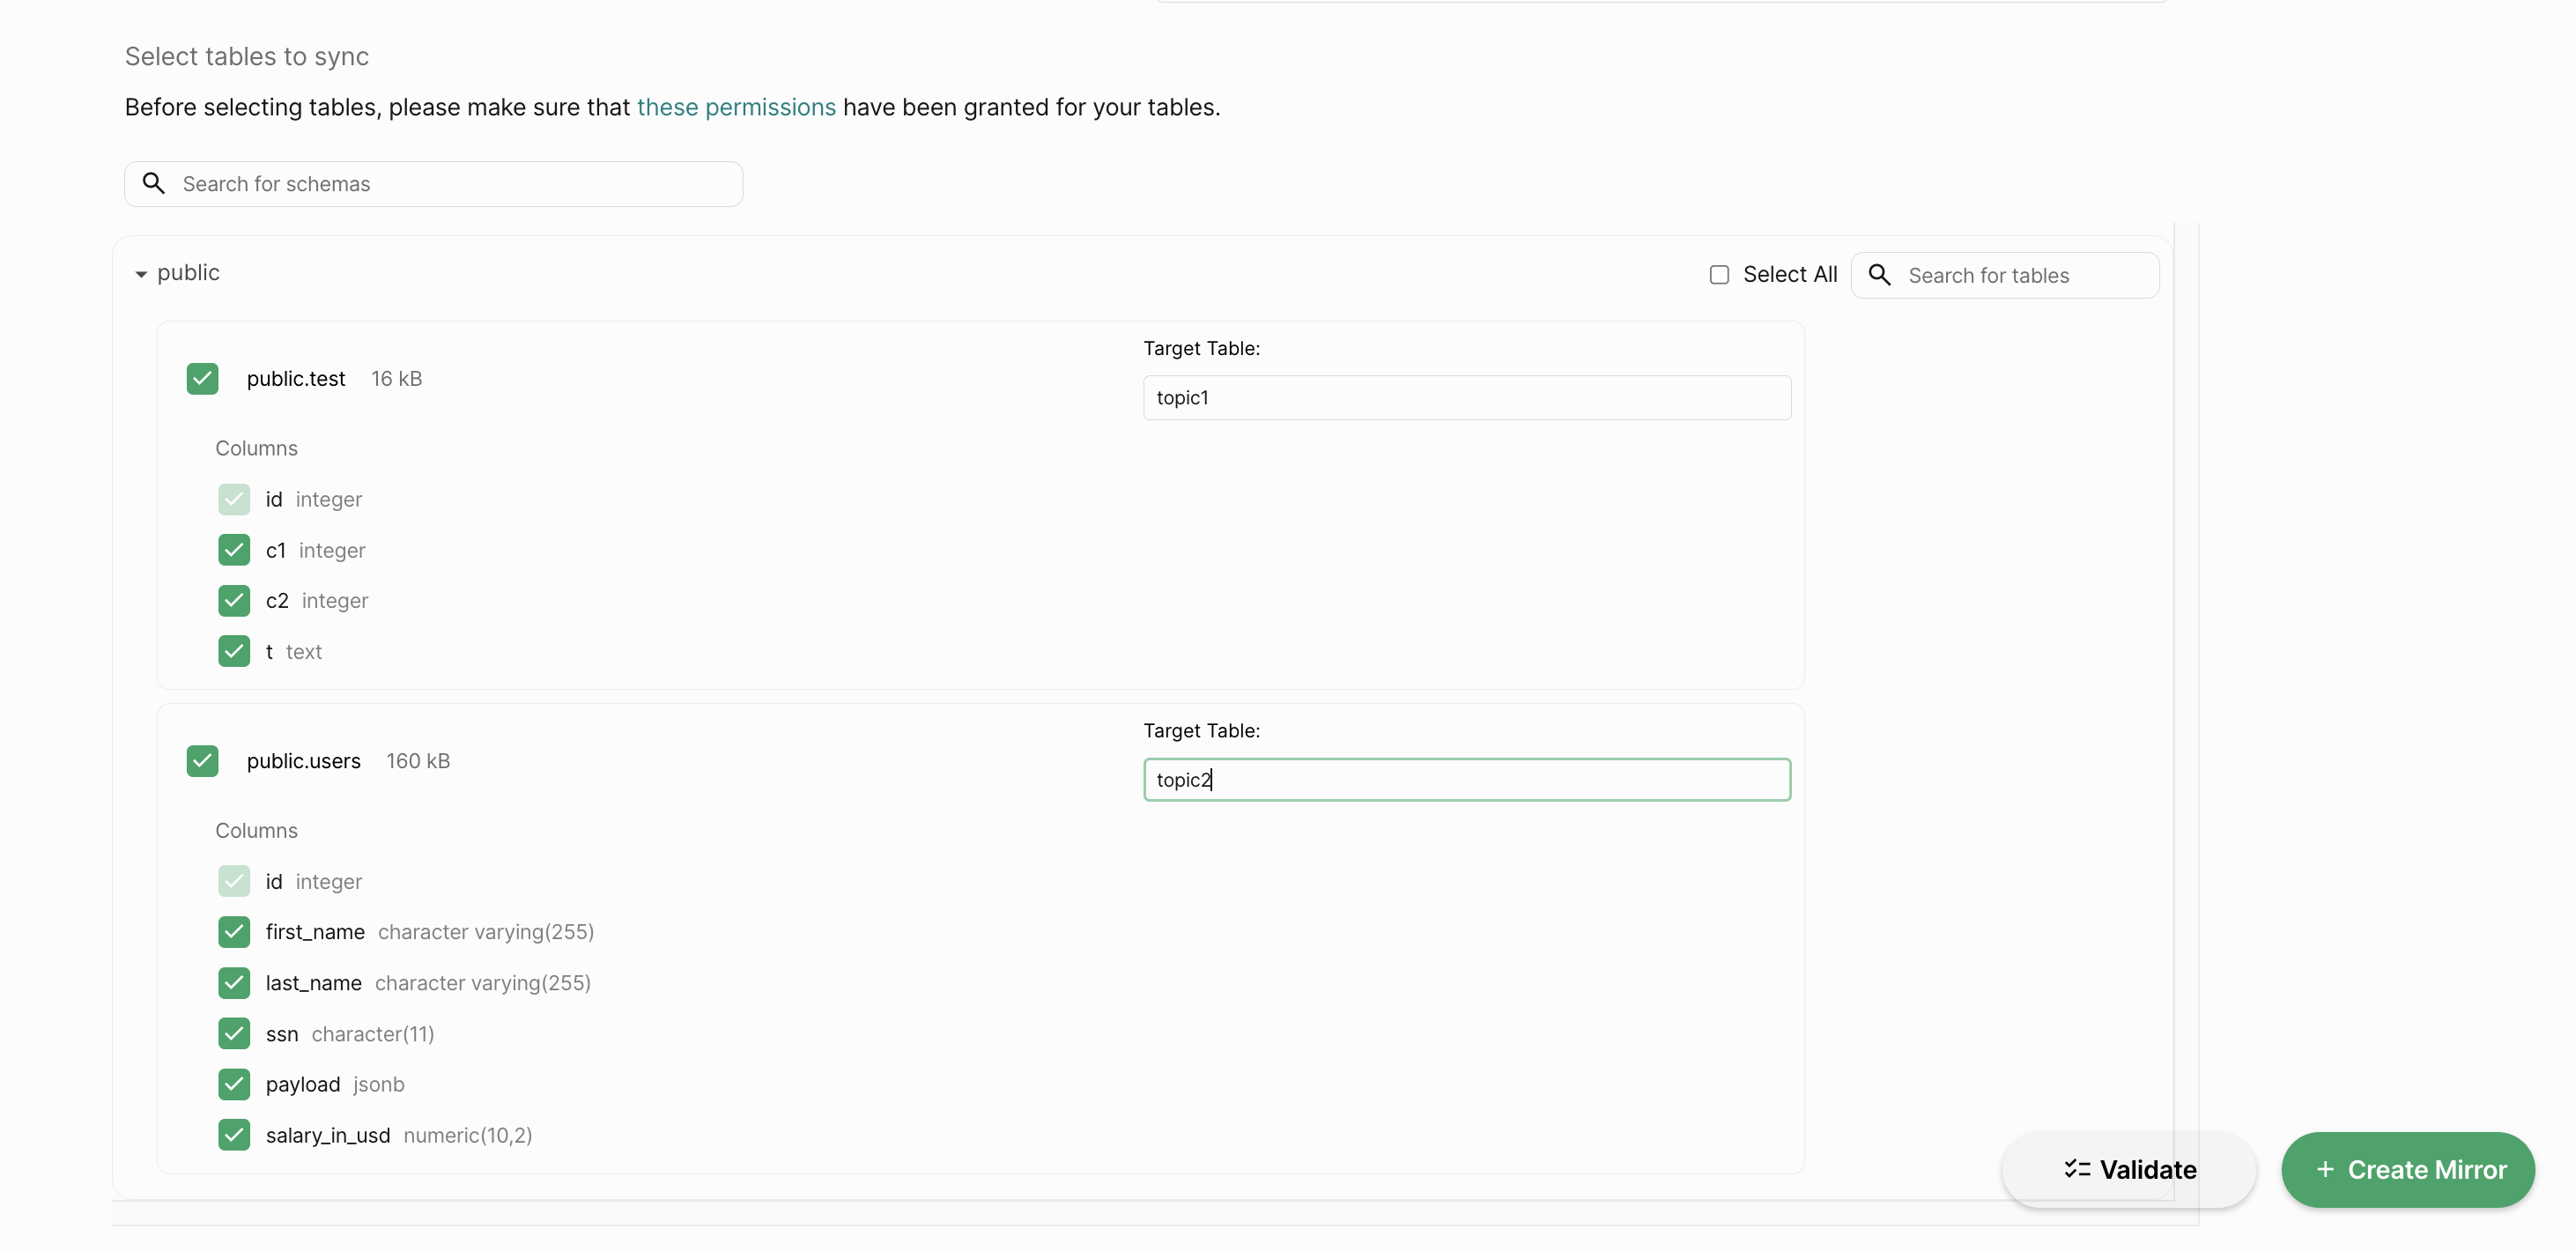 Select tables to sync
Before selecting tables, please make sure that these permissions have been granted for your tables.
Search for schemas
public
Select All
Search for tables
public.test 16 kB
Target Table:
topic1
Columns
id integer
c1 integer
c2 integer
t text
public.users 160 kB
Target Table:
topic2
Columns
id integer
first_name character varying(255)
last_name character varying(255)
ssn character(11)
payload jsonb
salary_in_usd numeric(10,2)
Validate
+ Create Mirror